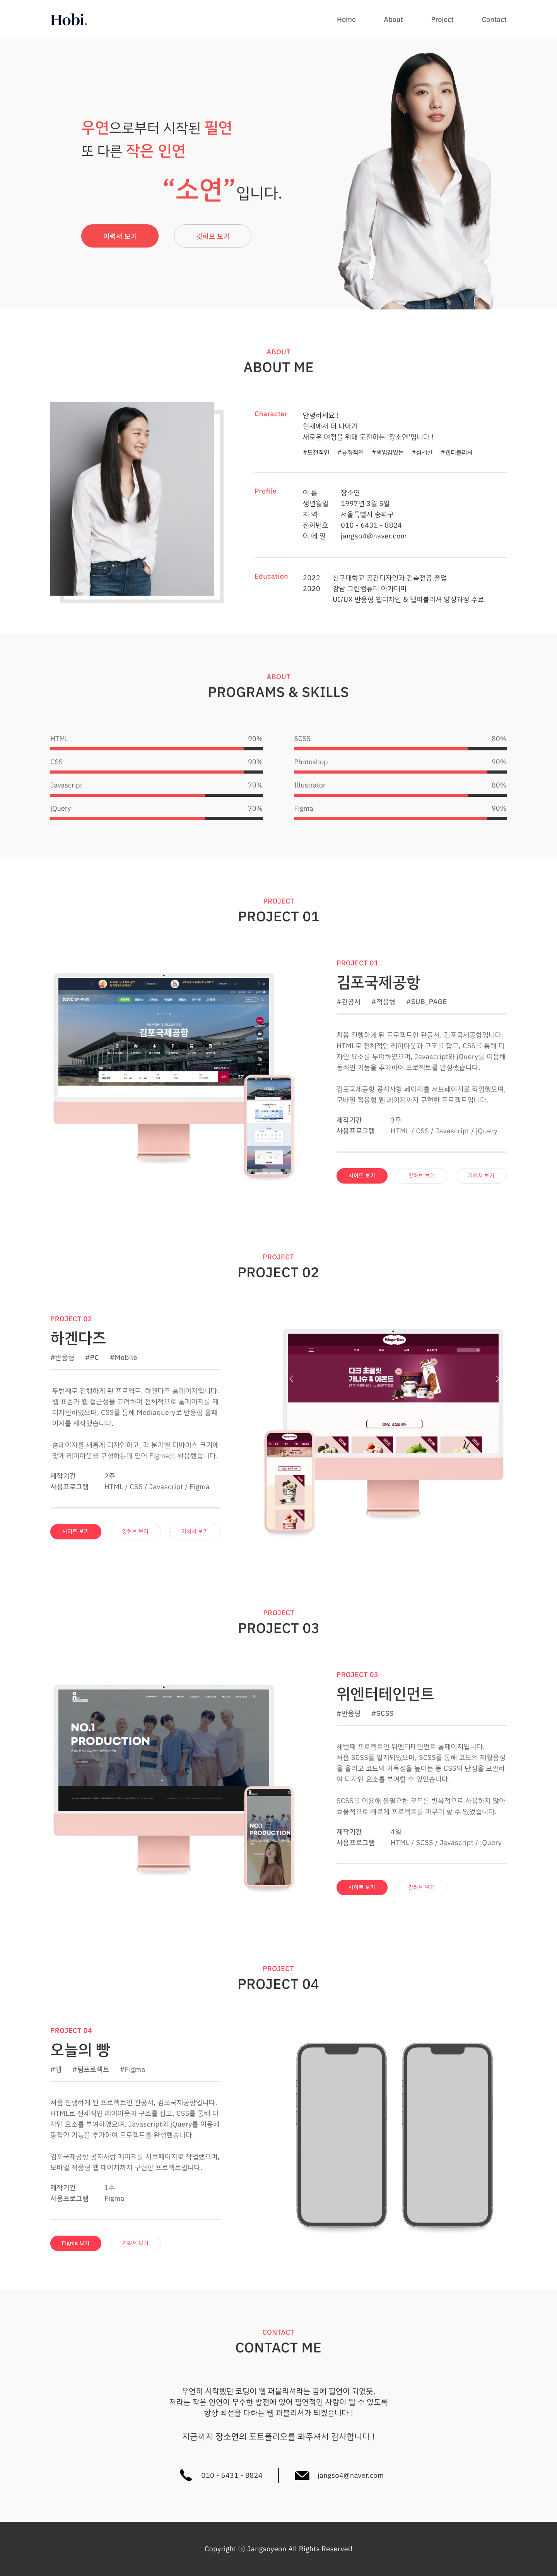 Hobi.
Home About Project Contact
우연으로부터 시작된 필연
또 다른 작은 인연
“소연”입니다.
이력서 보기 깃허브 보기
ABOUT
ABOUT ME
Character
안녕하세요 !
현재에서 더 나아가
새로운 여정을 위해 도전하는 ‘장소연’입니다 !
#도전적인 #긍정적인 #책임감있는 #섬세한 #웹퍼블리셔
Profile
이 름 장소연
생년월일 1997년 3월 5일
지 역 서울특별시 송파구
전화번호 010 - 6431 - 8824
이 메 일 jangso4@naver.com
Education
2022 신구대학교 공간디자인과 건축전공 졸업
2020 강남 그린컴퓨터 아카데미
UI/UX 반응형 웹디자인 & 웹퍼블리셔 양성과정 수료
ABOUT
PROGRAMS & SKILLS
HTML 90%
CSS 90%
Javascript 70%
jQuery 70%
SCSS 80%
Photoshop 90%
Illustrator 80%
Figma 90%
PROJECT
PROJECT 01
김포국제공항
PROJECT 01
김포국제공항
#관공서 #적응형 #SUB_PAGE
처음 진행하게 된 프로젝트인 관공서, 김포국제공항입니다.
HTML로 전체적인 레이아웃과 구조를 잡고, CSS를 통해 디
자인 요소를 부여하였으며, Javascript와 jQuery를 이용해
동적인 기능을 추가하여 프로젝트를 완성했습니다.
김포국제공항 공지사항 페이지를 서브페이지로 작업했으며,
모바일 적응형 웹 페이지까지 구현한 프로젝트입니다.
제작기간 3주
사용프로그램 HTML / CSS / Javascript / jQuery
사이트 보기 깃허브 보기 기획서 보기
PROJECT
PROJECT 02
PROJECT 02
하겐다즈
#반응형 #PC #Mobile
두번째로 진행하게 된 프로젝트, 하겐즈다 홈페이지입니다.
웹 표준과 웹 접근성을 고려하여 전체적으로 홈페이지를 재
디자인하였으며, CSS를 통해 Mediaquery로 반응형 홈페
이지를 제작했습니다.
홈페이지를 새롭게 디자인하고, 각 분기별 디바이스 크기에
맞게 레이아웃을 구성하는데 있어 Figma를 활용했습니다.
제작기간 2주
사용프로그램 HTML / CSS / Javascript / Figma
사이트 보기 깃허브 보기 기획서 보기
다크 초콜릿
가나슈 & 아몬드
PROJECT
PROJECT 03
NO.1
PRODUCTION
NO.1
PRODUCTION
PROJECT 03
위엔터테인먼트
#반응형 #SCSS
세번째 프로젝트인 위엔터테인먼트 홈페이지입니다.
처음 SCSS를 알게되었으며, SCSS를 통해 코드의 재활용성
을 올리고 코드의 가독성을 높이는 등 CSS의 단점을 보완하
여 디자인 요소를 부여할 수 있었습니다.
SCSS를 이용해 불필요한 코드를 반복적으로 사용하지 않아
효율적으로 빠르게 프로젝트를 마무리 할 수 있었습니다.
제작기간 4일
사용프로그램 HTML / SCSS / Javascript / jQuery
사이트 보기 깃허브 보기
PROJECT
PROJECT 04
PROJECT 04
오늘의 빵
#앱 #팀프로젝트 #Figma
처음 진행하게 된 프로젝트인 관공서, 김포국제공항입니다.
HTML로 전체적인 레이아웃과 구조를 잡고, CSS를 통해 디
자인 요소를 부여하였으며, Javascript와 jQuery를 이용해
동적인 기능을 추가하여 프로젝트를 완성했습니다.
김포국제공항 공지사항 페이지를 서브페이지로 작업했으며,
모바일 적응형 웹 페이지까지 구현한 프로젝트입니다.
제작기간 1주
사용프로그램 Figma
Figma 보기 기획서 보기
CONTACT
CONTACT ME
우연히 시작했던 코딩이 웹 퍼블리셔라는 꿈에 필연이 되었듯,
저라는 작은 인연이 무수한 발전에 있어 필연적인 사람이 될 수 있도록
항상 최선을 다하는 웹 퍼블리셔가 되겠습니다 !
지금까지 장소연의 포트폴리오를 봐주셔서 감사합니다 !
010 - 6431 - 8824 jangso4@naver.com
Copyright ⓒ Jangsoyeon All Rights Reserved